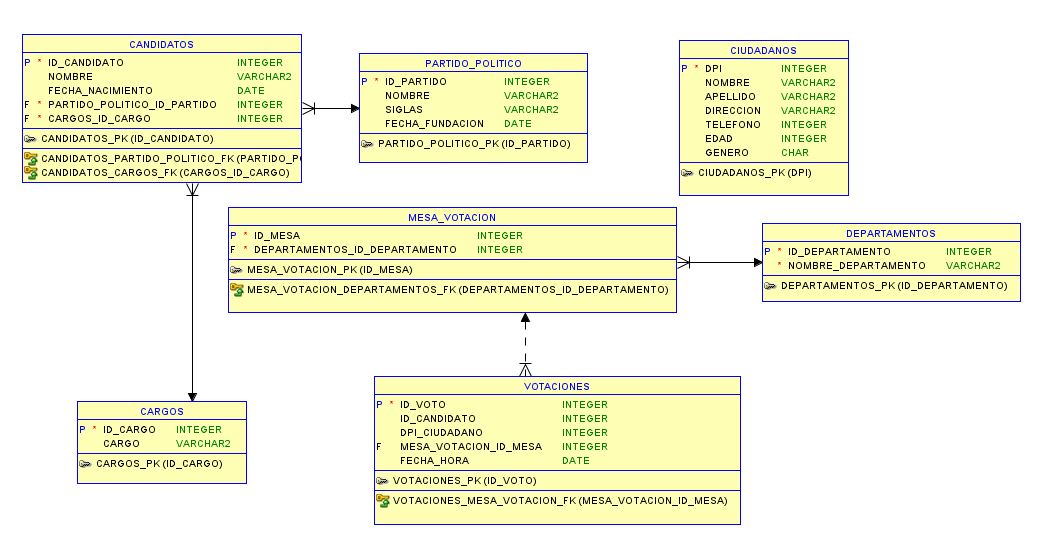 CANDIDATOS
P * ID_CANDIDATO INTEGER
NOMBRE VARCHAR2
FECHA_NACIMIENTO DATE
F * PARTIDO_POLITICO_ID_PARTIDO INTEGER
F * CARGOS_ID_CARGO INTEGER
CANDIDATOS_PK (ID_CANDIDATO)
CANDIDATOS_PARTIDO_POLITICO_FK (PARTIDO_P
CANDIDATOS_CARGOS_FK (CARGOS_ID_CARGO)
PARTIDO_POLITICO
P * ID_PARTIDO INTEGER
NOMBRE VARCHAR2
SIGLAS VARCHAR2
FECHA_FUNDACION DATE
PARTIDO_POLITICO_PK (ID_PARTIDO)
CIUDADANOS
P * DPI INTEGER
NOMBRE VARCHAR2
APELLIDO VARCHAR2
DIRECCION VARCHAR2
TELEFONO INTEGER
EDAD INTEGER
GENERO CHAR
CIUDADANOS_PK (DPI)
MESA_VOTACION
P * ID_MESA INTEGER
F * DEPARTAMENTOS_ID_DEPARTAMENTO INTEGER
MESA_VOTACION_PK (ID_MESA)
MESA_VOTACION_DEPARTAMENTOS_FK (DEPARTAMENTOS_ID_DEPARTAMENTO)
DEPARTAMENTOS
P * ID_DEPARTAMENTO INTEGER
* NOMBRE_DEPARTAMENTO VARCHAR2
DEPARTAMENTOS_PK (ID_DEPARTAMENTO)
CARGOS
P * ID_CARGO INTEGER
CARGO VARCHAR2
CARGOS_PK (ID_CARGO)
VOTACIONES
P * ID_VOTO INTEGER
ID_CANDIDATO INTEGER
DPI_CIUDADANO INTEGER
F MESA_VOTACION_ID_MESA INTEGER
FECHA_HORA DATE
VOTACIONES_PK (ID_VOTO)
VOTACIONES_MESA_VOTACION_FK (MESA_VOTACION_ID_MESA)